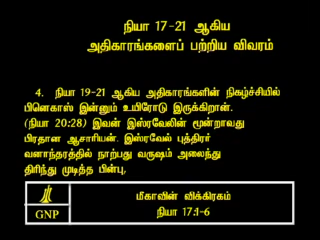 நியா 17-21 ஆகிய
அதிகாரங்களைப் பற்றிய விவரம்
4. நியா 19-21 ஆகிய அதிகாரங்களின் நிகழ்ச்சியில்
பினெகாஸ் இன்னும் உயிரோடு இருக்கிறான்.
(நியா 20:28) இவன் இஸ்ரவேலின் மூன்றாவது
பிரதான ஆசாரியன். இஸ்ரவேல் புத்திரர்
வனாந்தரத்தில் நாற்பது வருஷம் அலைந்து
திரிந்து முடித்த பின்பு,
GNP
மீகாவின் விக்கிரகம்
நியா 17:1-6